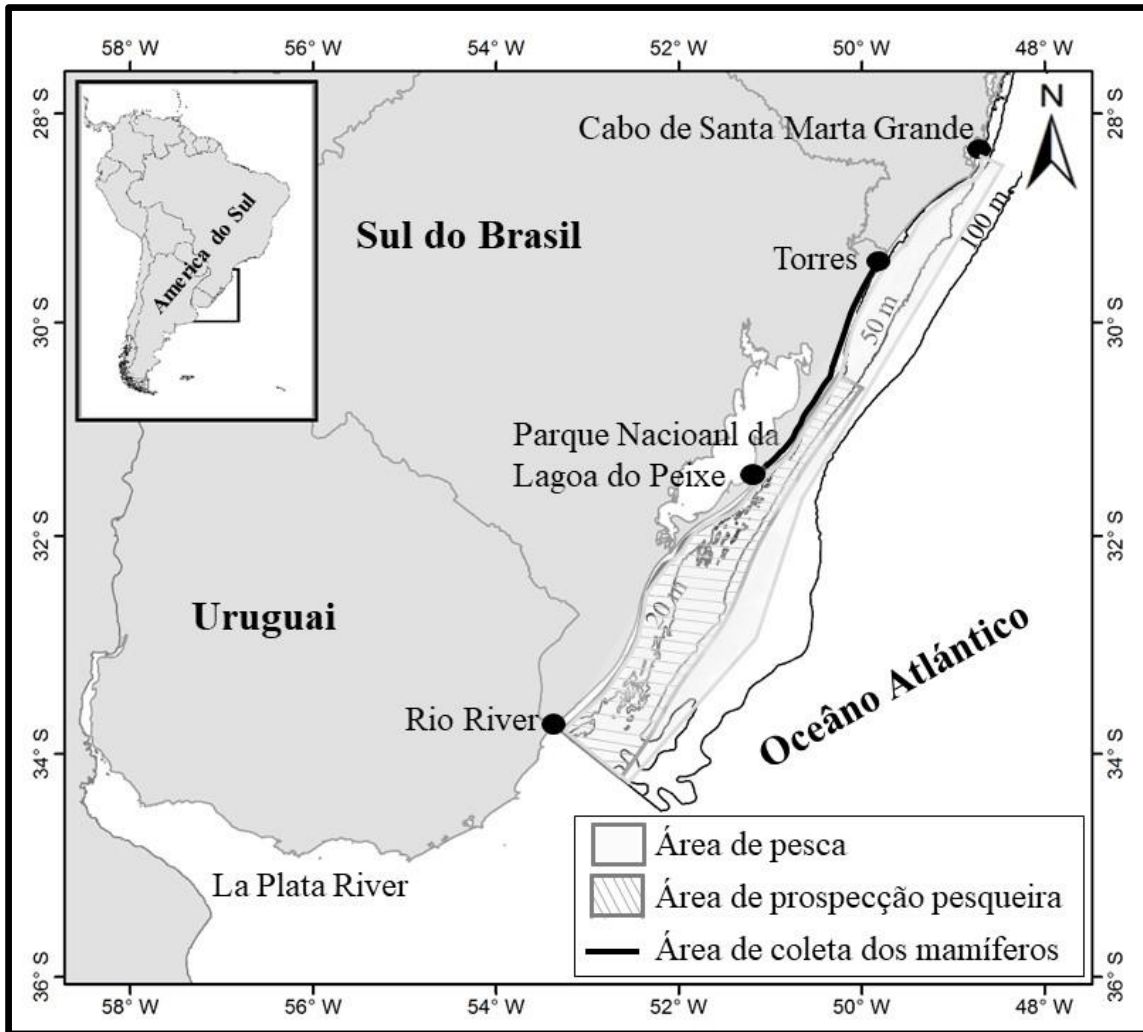 58° W 56° W 54° W 52° W 50° W 48° W
28° S
28° S
N
Cabo de Santa Marta Grande
America do Sul
Sul do Brasil
100 m
Torres
30° S
50 m
30° S
Parque Nacioanl da
Lagoa do Peixe
32° S
32° S
20 m
Uruguai
Oceâno Atlántico
Rio River
34° S
34° S
La Plata River
Área de pesca
Área de prospecção pesqueira
Área de coleta dos mamíferos
36° S
36° S
58° W 56° W 54° W 52° W 50° W 48° W